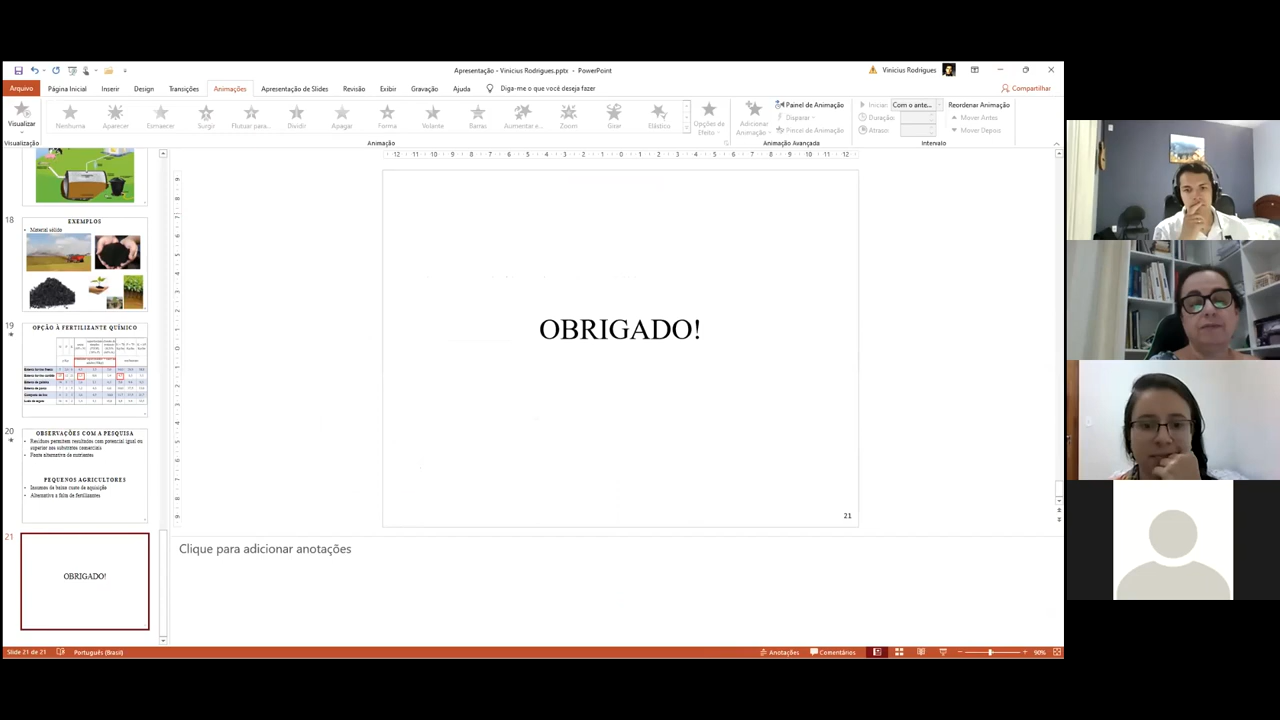 Apresentação - Vinicius Rodrigues.pptx - PowerPoint
Vinicius Rodrigues
Arquivo Página Inicial Inserir Design Transições Animações Apresentação de Slides Revisão Exibir Gravação Ajuda Diga-me o que você deseja fazer
Compartilhar
Visualizar
Nenhuma Aparecer Esmaecer Surgir Flutuar pasa... Dividir Apagar Forma Volante Barras Aumentar e... Zoom Girar Elástico
Opções de Efeito
Adicionar Animação
Painel de Animação
Disparar
Pincel de Animação
Iniciar: Com o ante...
Duração:
Atraso:
Reordenar Animação
Mover Antes
Mover Depois
Visualização Animação Animação Avançada Intervalo
18
EXEMPLOS
• Material sólido
19
OPÇÃO À FERTILIZANTE QUÍMICO
20
OBSERVAÇÕES COM A PESQUISA
• Resíduos permitem resultados com potencial igual ou
superior aos substratos comerciais
• Fonte alternativa de nutrientes
PEQUENOS AGRICULTORES
• Insumos de baixo custo de aquisição
• Alternativa a falta de fertilizantes
21
OBRIGADO!
OBRIGADO!
21
Clique para adicionar anotações
Slide 21 de 21 Português (Brasil)
Anotações Comentários 90%